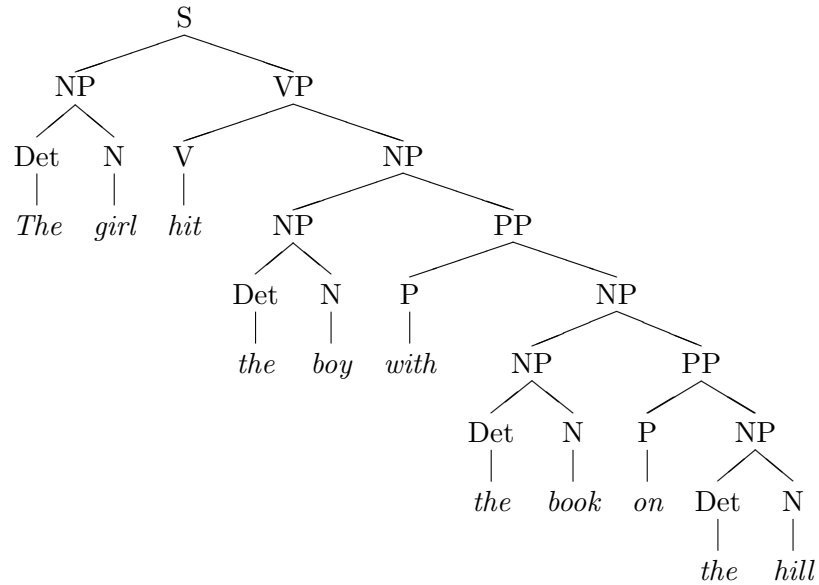 S
NP VP
Det N V NP
The girl hit NP PP
Det N P NP
the boy with NP PP
Det N P NP
the book on Det N
the hill